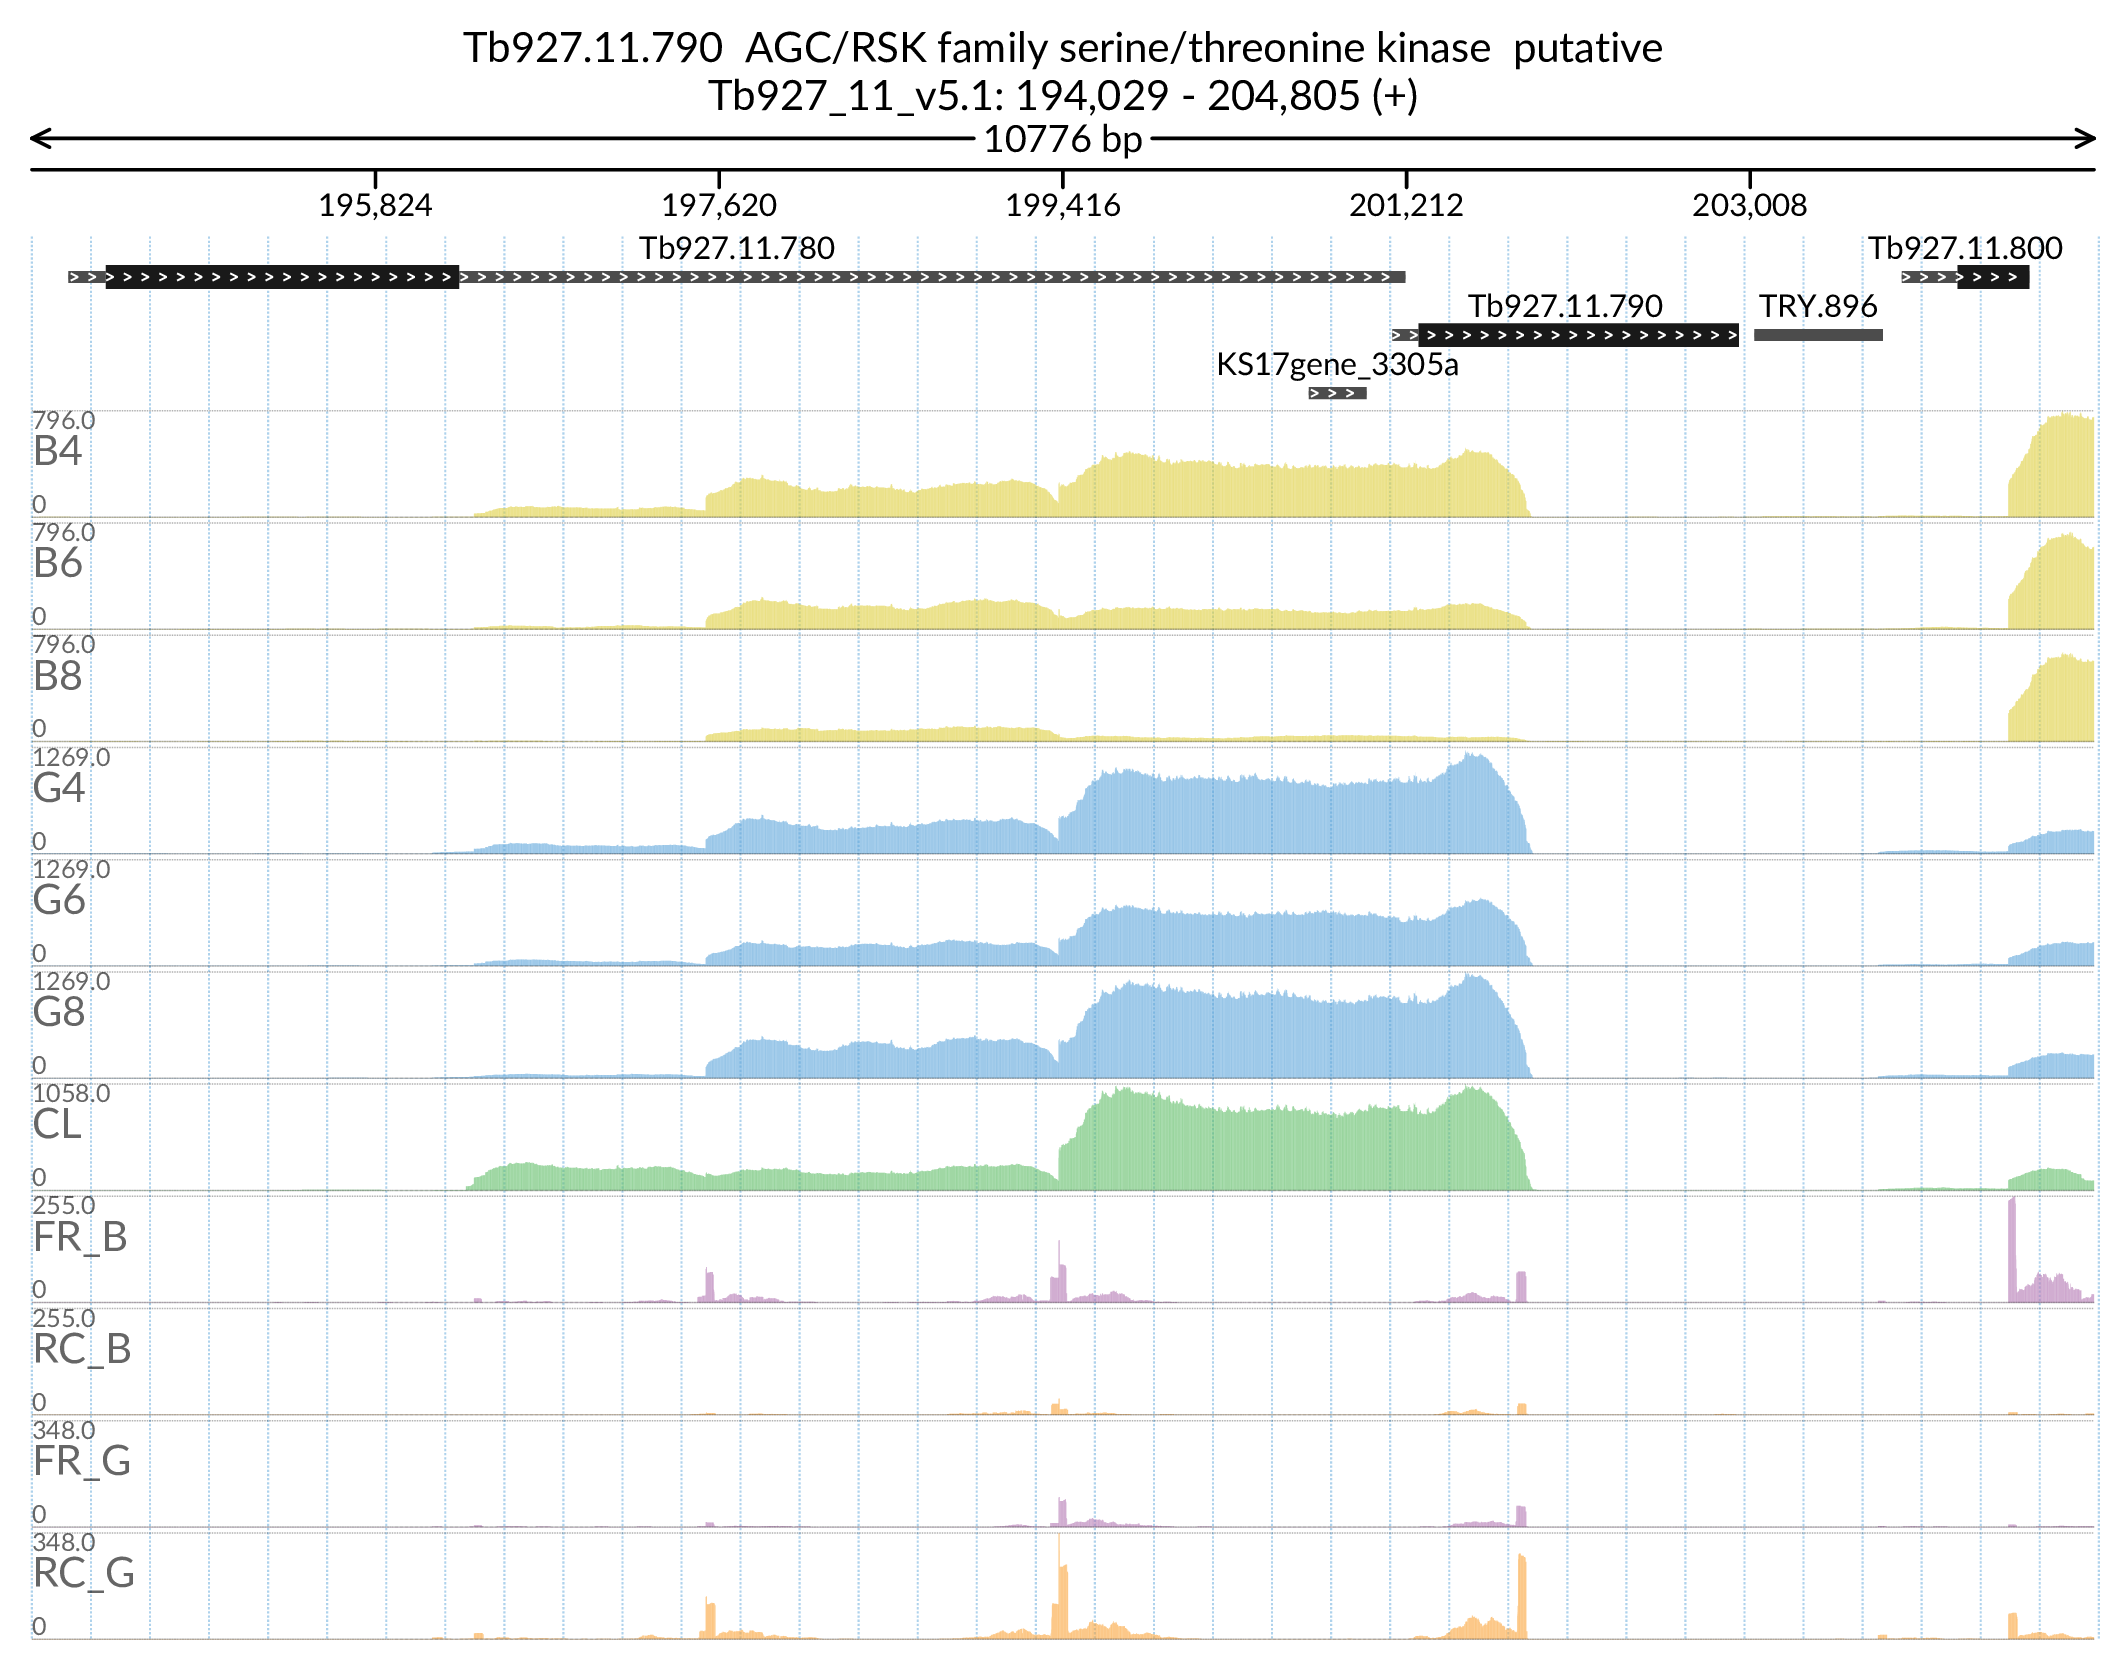 Tb927.11.790  AGC/RSK family serine/threonine kinase  putative
Tb927_11_v5.1: 194,029 - 204,805 (+)
10776 bp
195,824 197,620 199,416 201,212 203,008
Tb927.11.780 Tb927.11.800
Tb927.11.790 TRY.896
KS17gene_3305a
796.0
B4
0
796.0
B6
0
796.0
B8
0
1269.0
G4
0
1269.0
G6
0
1269.0
G8
0
1058.0
CL
0
255.0
FR_B
0
255.0
RC_B
0
348.0
FR_G
0
348.0
RC_G
0